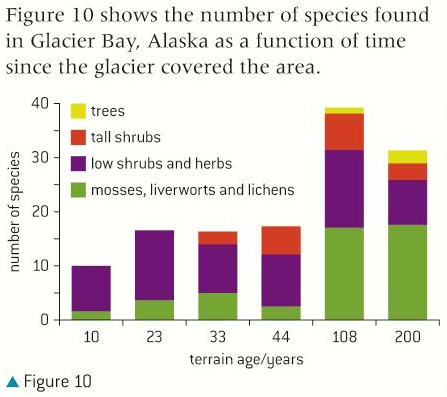 Figure 10 shows the number of species found
in Glacier Bay, Alaska as a function of time
since the glacier covered the area.
40
30
20
10
0
number of species
trees
tall shrubs
low shrubs and herbs
mosses, liverworts and lichens
10 23 33 44 108 200
terrain age/years
▲ Figure 10